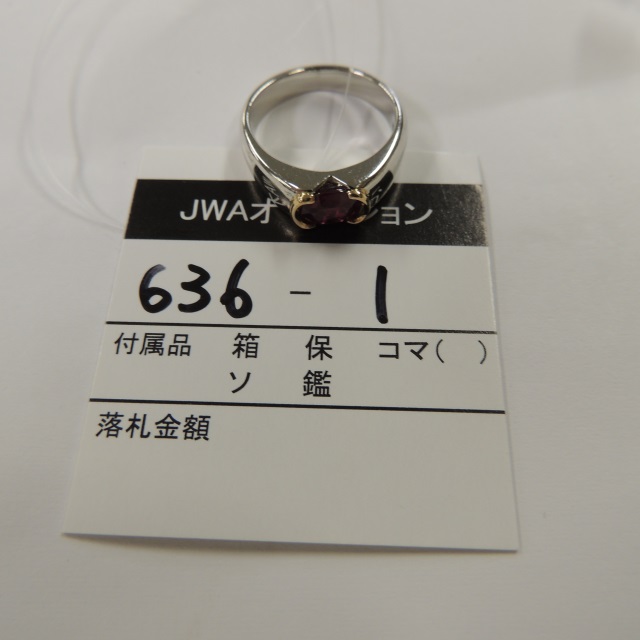 JWAオ ション
636 - 1
付属品 箱 保 コマ( )
ソ 鑑
落札金額